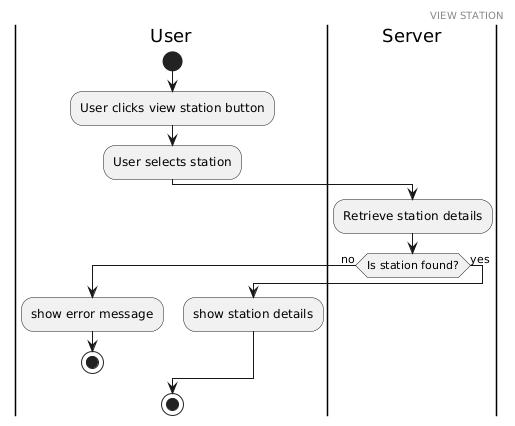 VIEW STATION
User
Server
User clicks view station button
User selects station
Retrieve station details
Is station found?
no
yes
show error message
show station details